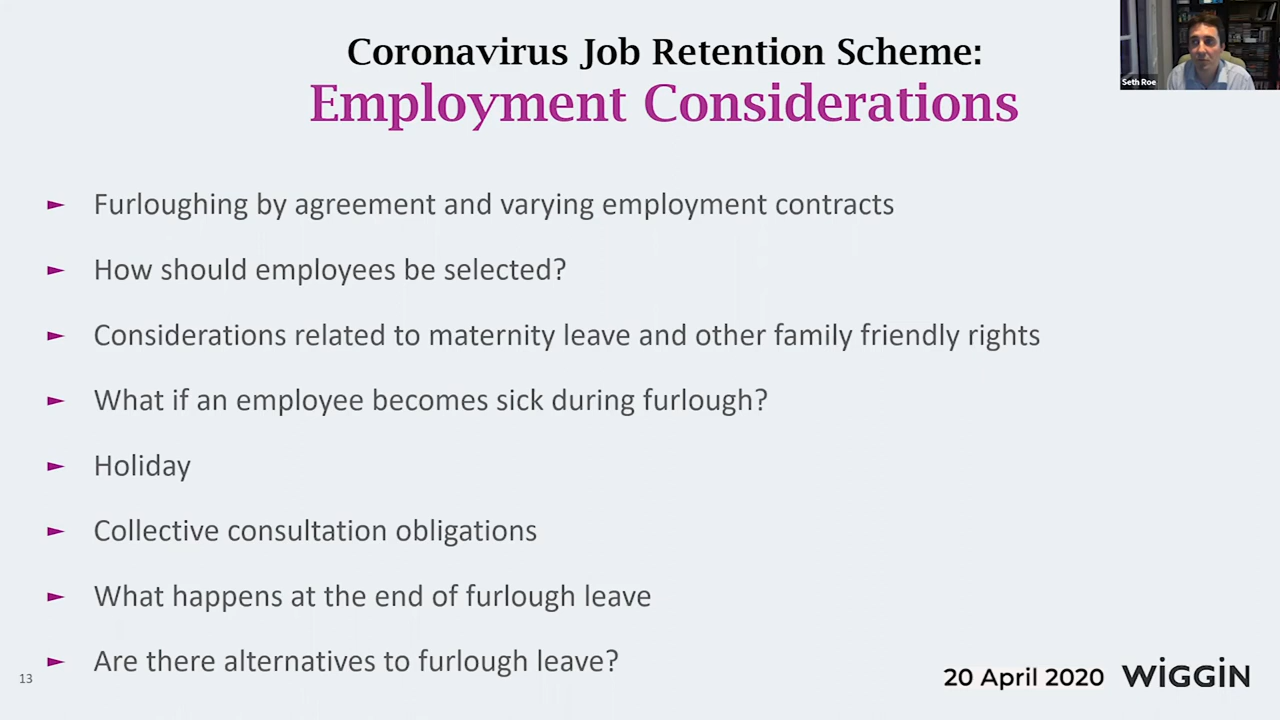 Coronavirus Job Retention Scheme:
Employment Considerations
Seth Roe
► Furloughing by agreement and varying employment contracts
► How should employees be selected?
► Considerations related to maternity leave and other family friendly rights
► What if an employee becomes sick during furlough?
► Holiday
► Collective consultation obligations
► What happens at the end of furlough leave
► Are there alternatives to furlough leave?
13
20 April 2020 WIGGIN